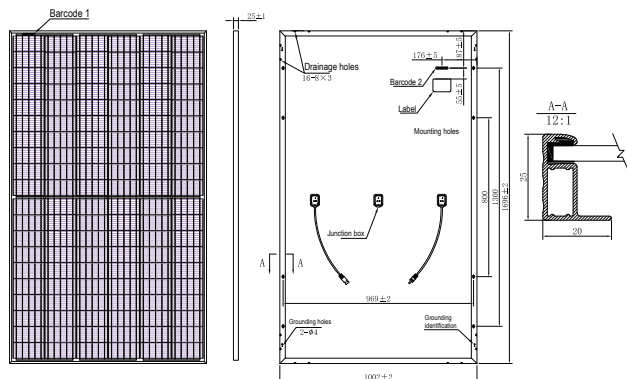 Barcode 1
25±1
Drainage holes
16-8×3
176±5
87±5
Barcode 2
Label
55±5
Mounting holes
A-A
12:1
25
20
800
1300
1696±2
Junction box
A
A
969±2
Grounding holes
2-φ4
Grounding
identification
1002±2